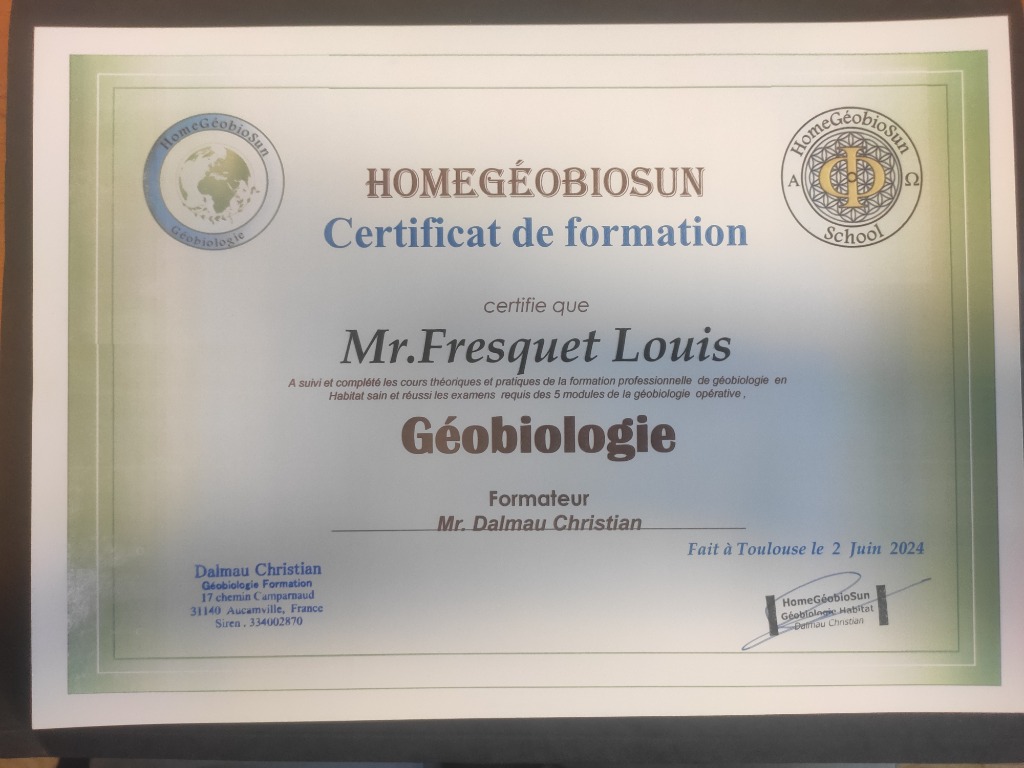 HomeGéobioSun
Géobiologie
HomeGéobioSun
A Φ Ω
School
HOMEGÉOBIOSUN
Certificat de formation
certifie que
Mr.Fresquet Louis
A suivi et complété les cours théoriques et pratiques de la formation professionnelle de géobiologie en
Habitat sain et réussi les examens requis des 5 modules de la géobiologie opérative ,
Géobiologie
Formateur
Mr. Dalmau Christian
Fait à Toulouse le 2 Juin 2024
Dalmau Christian
Géobiologie Formation
17 chemin Camparnaud
31140 Aucamville, France
Siren . 334002870
HomeGéobioSun
Géobiologie Habitat
Dalmau Christian